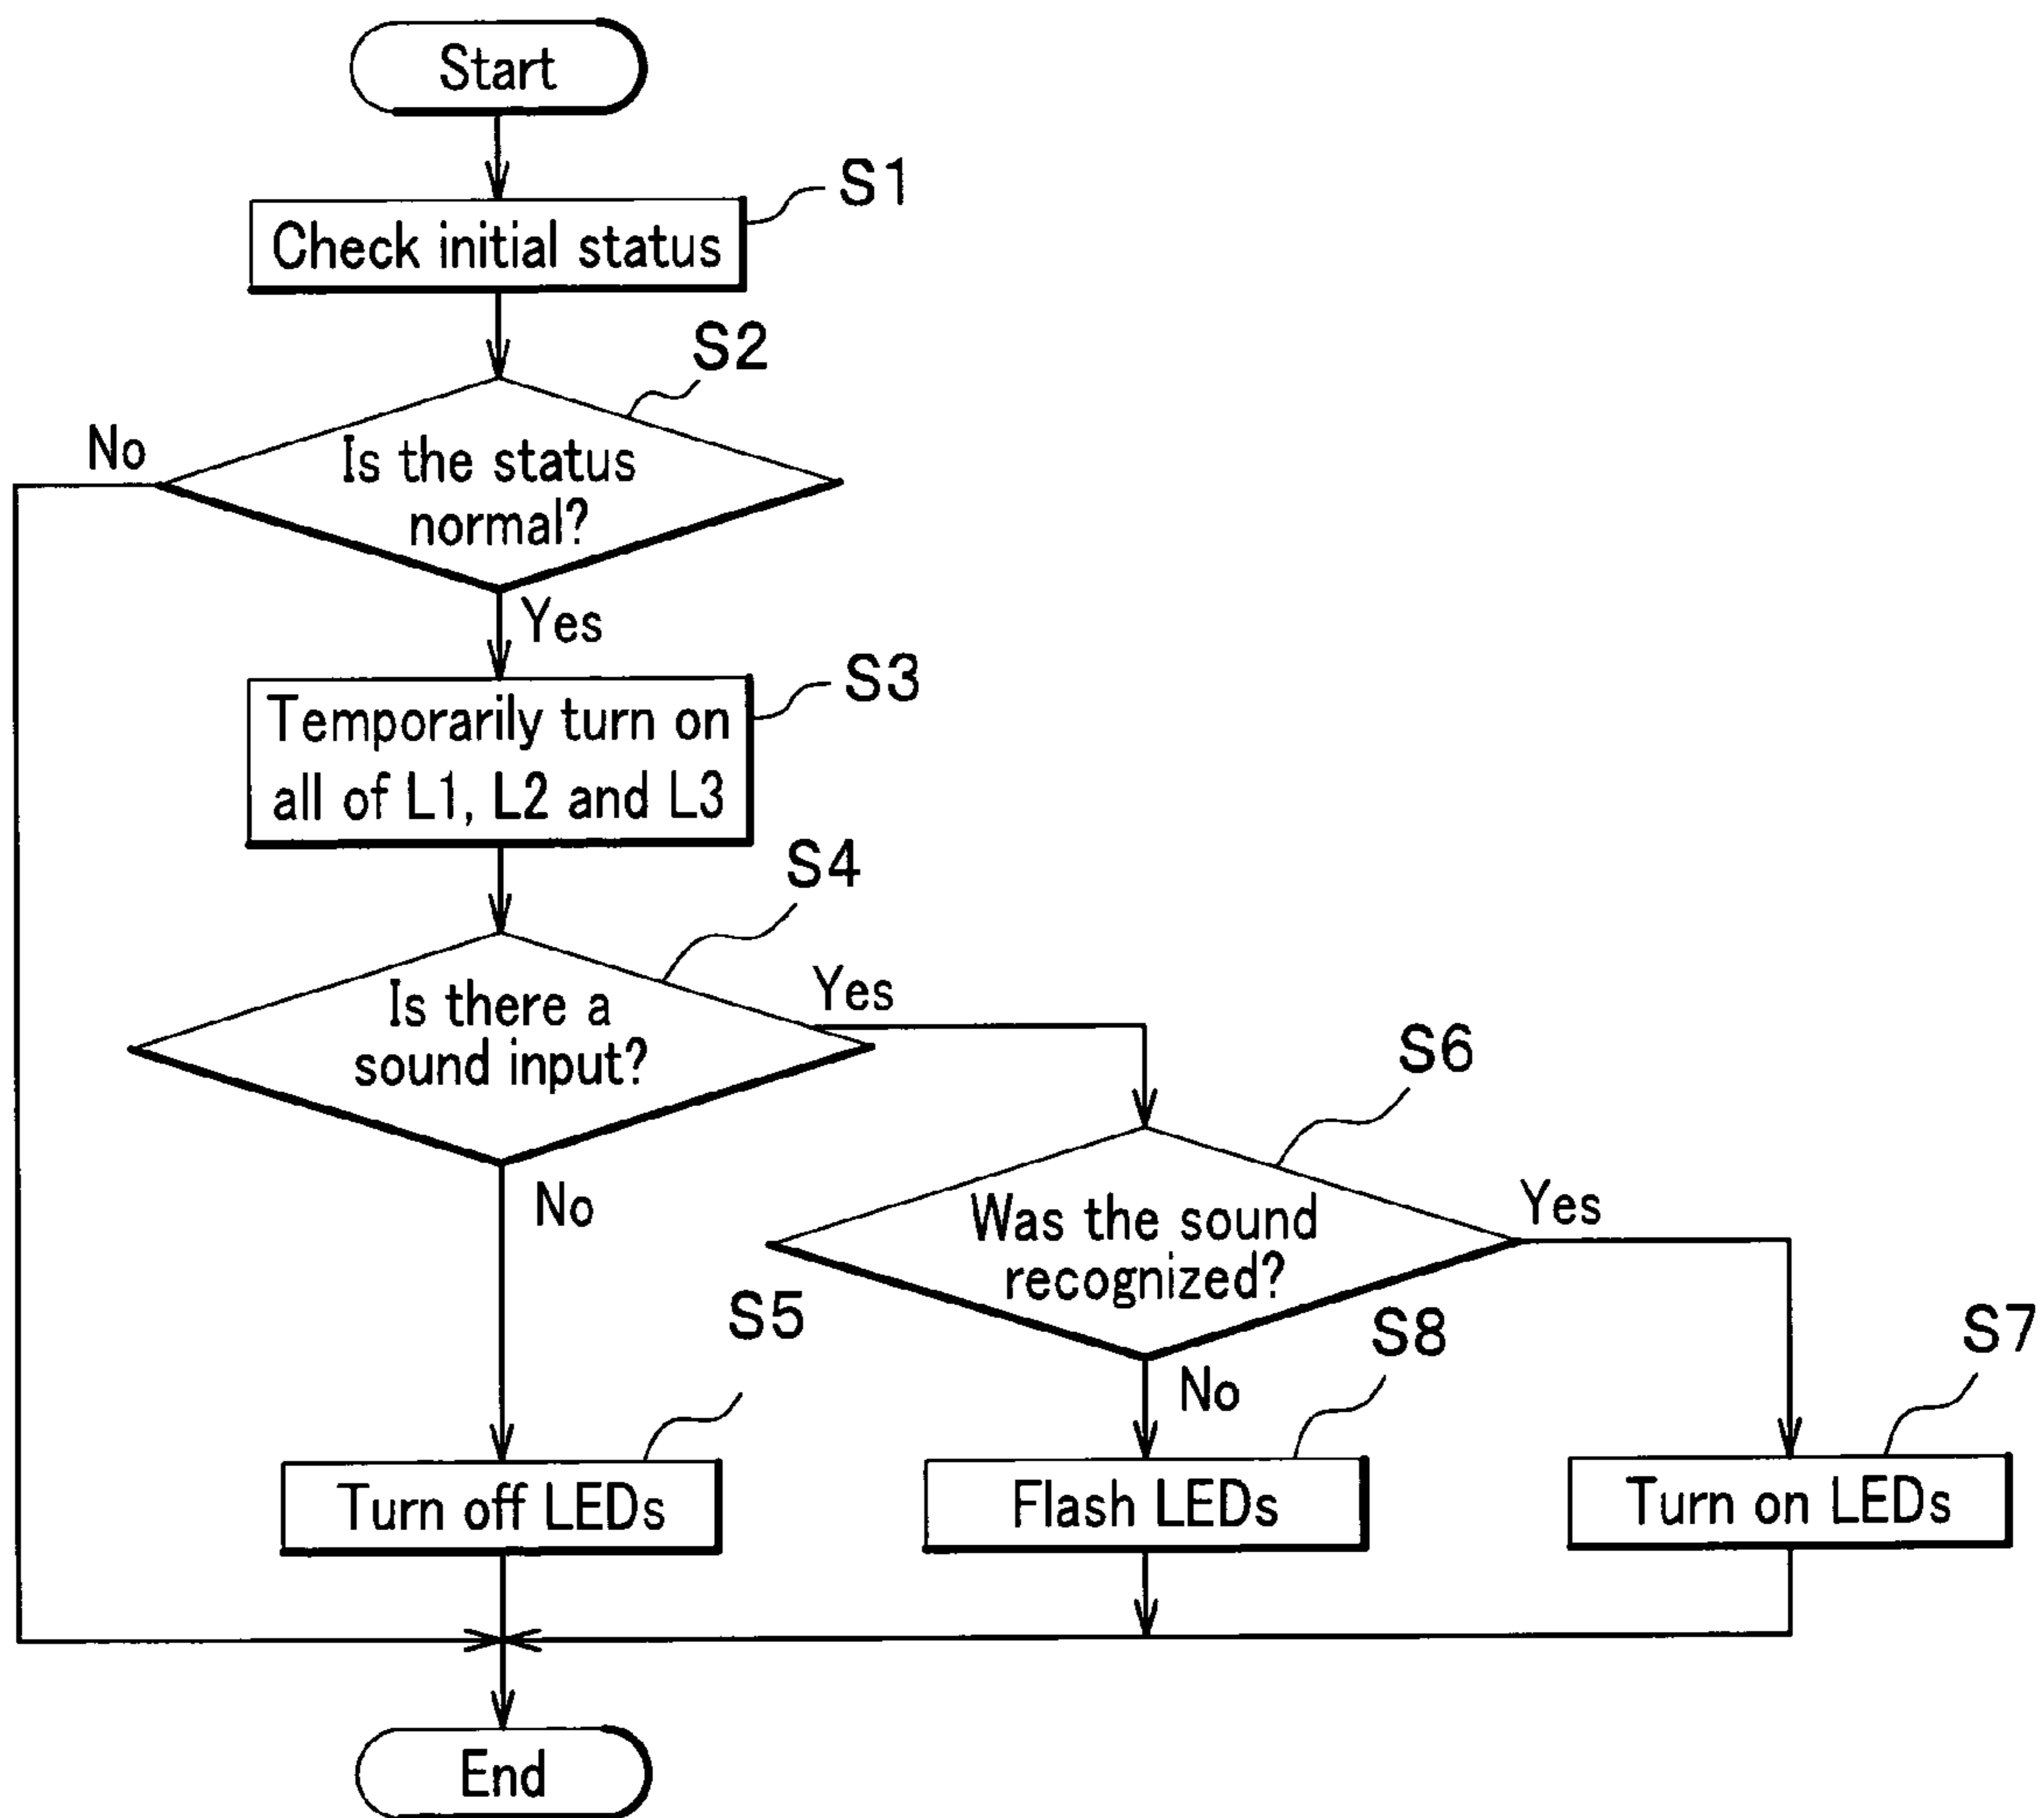 Start
S1
Check initial status
S2
No
Is the status
normal?
Yes
S3
Temporarily turn on
all of L1, L2 and L3
S4
Is there a
sound input?
Yes
S6
No
Was the sound
recognized?
Yes
S5
S8
S7
No
Turn off LEDs
Flash LEDs
Turn on LEDs
End